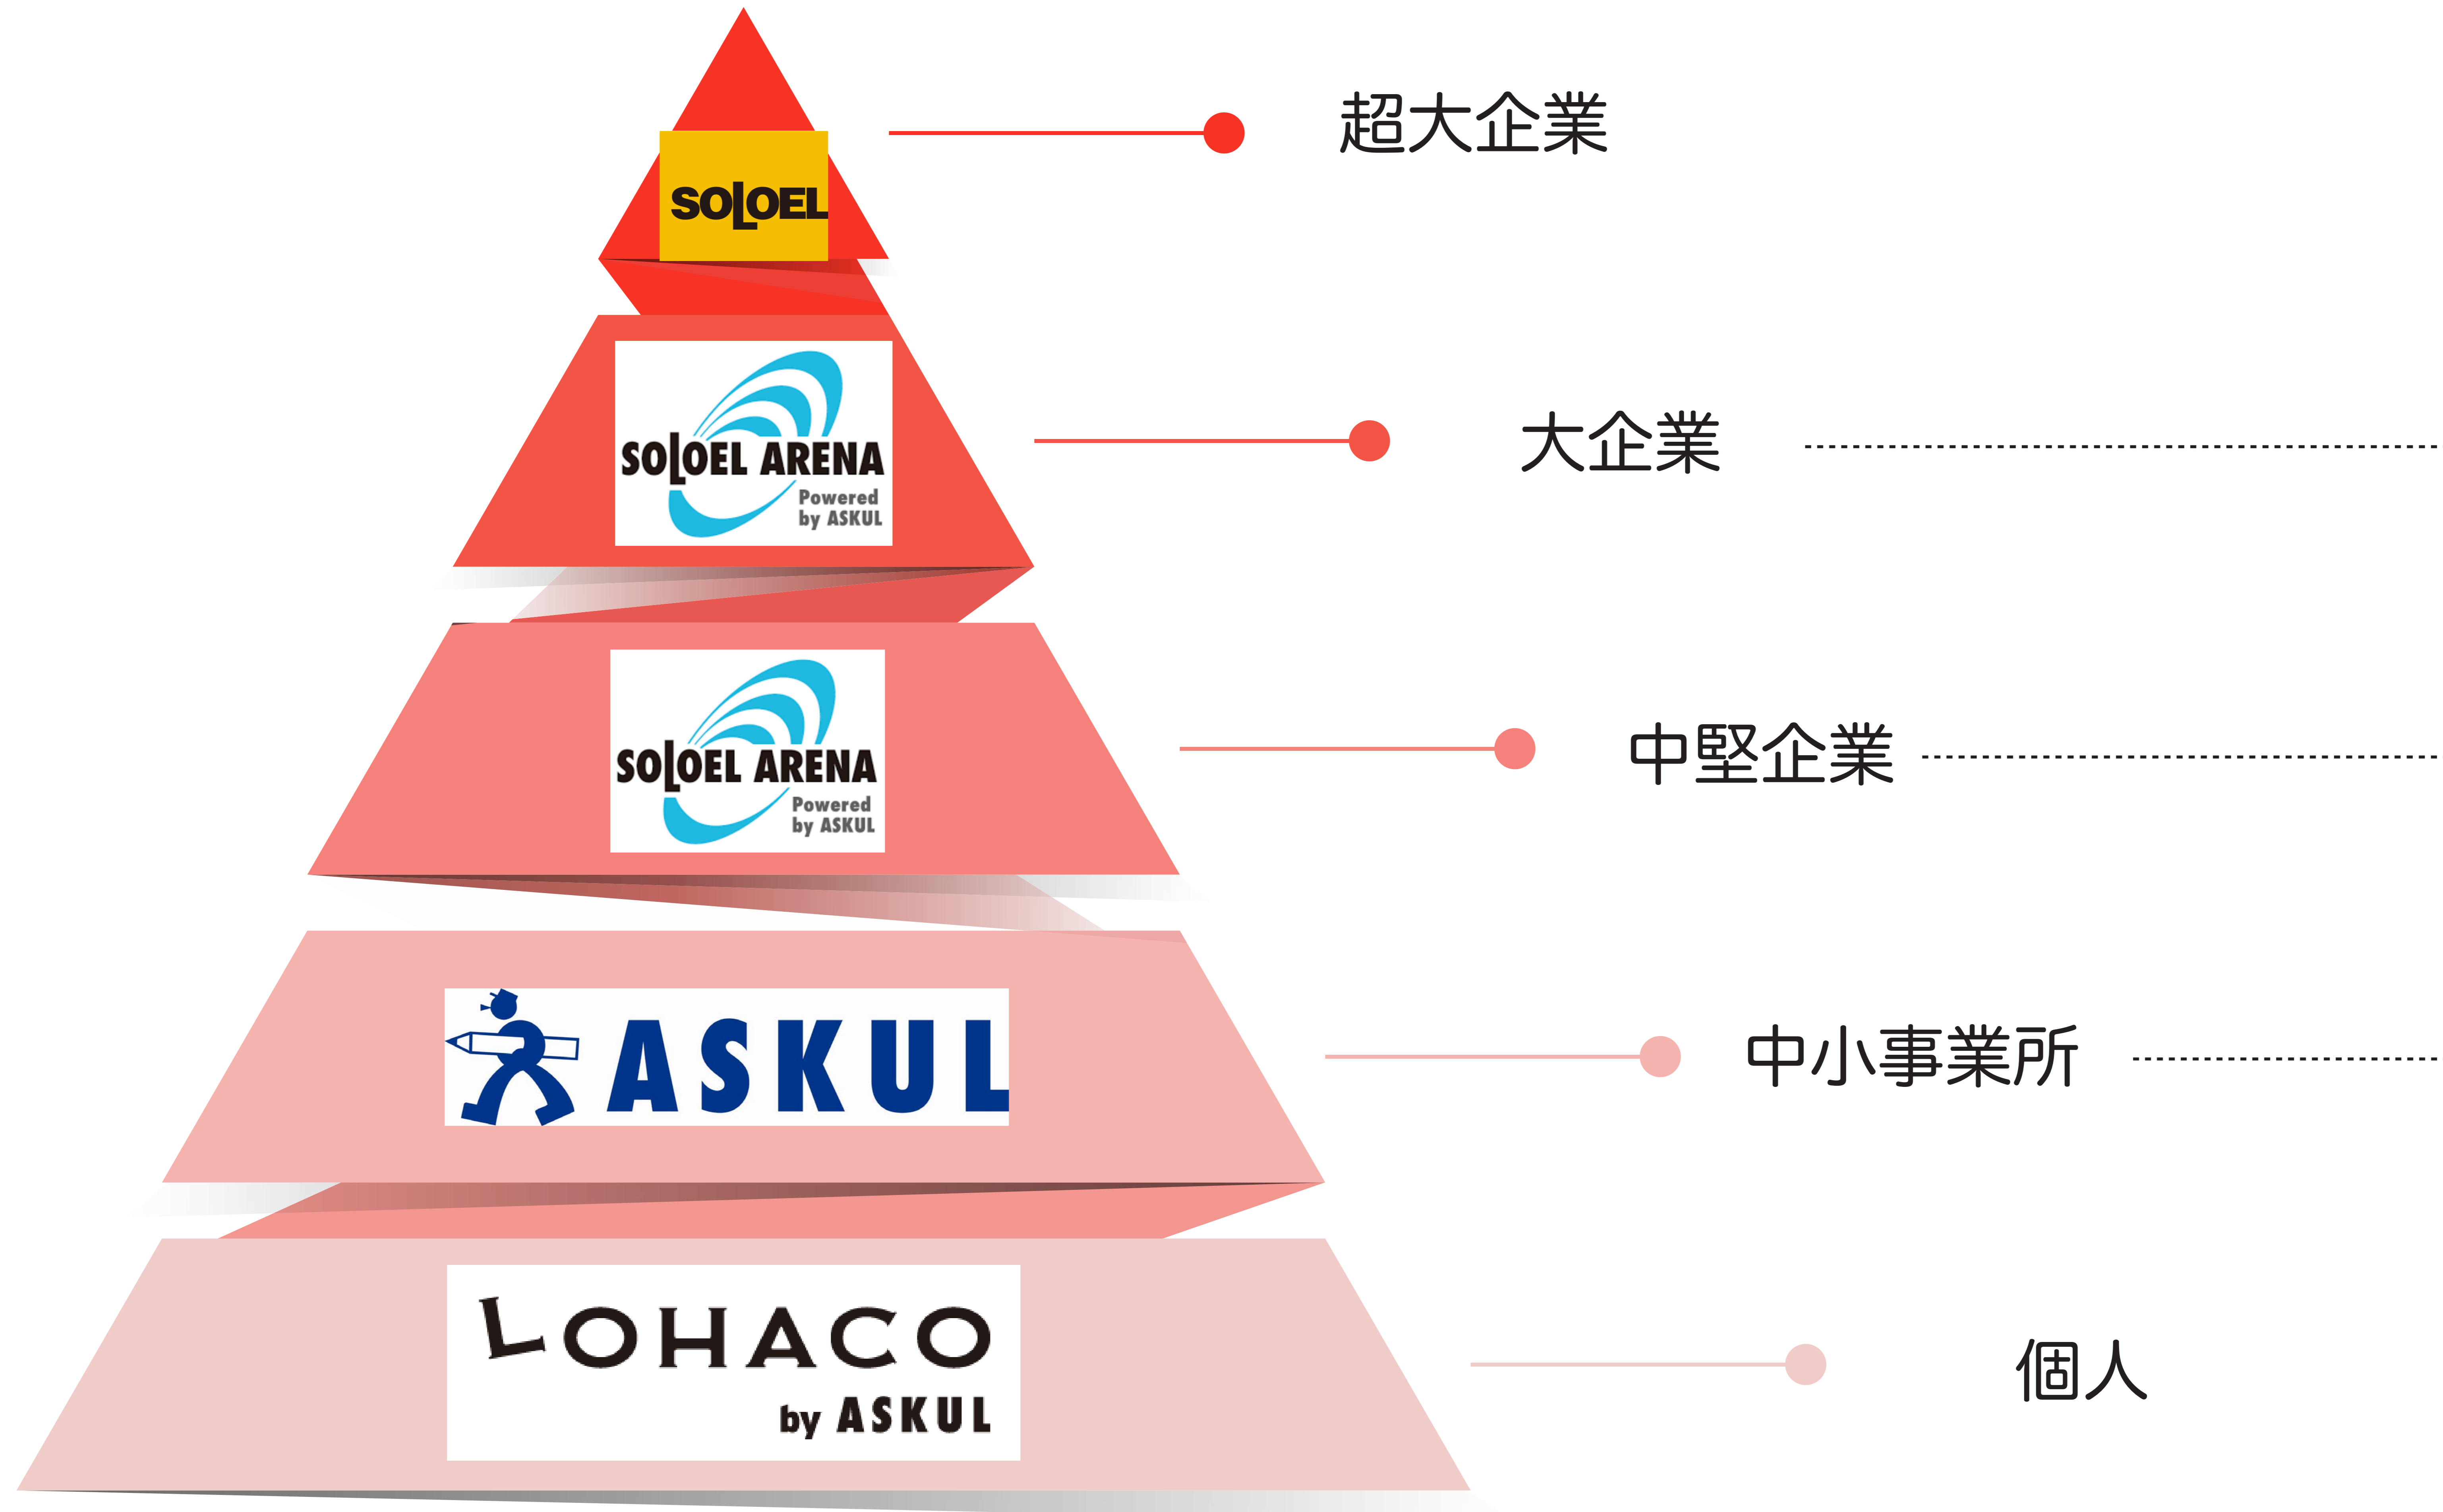 超大企業
SOLOEL
SOLOEL ARENA
Powered
by ASKUL
大企業
SOLOEL ARENA
Powered
by ASKUL
中堅企業
ASKUL
中小事業所
LOHACO
by ASKUL
個人